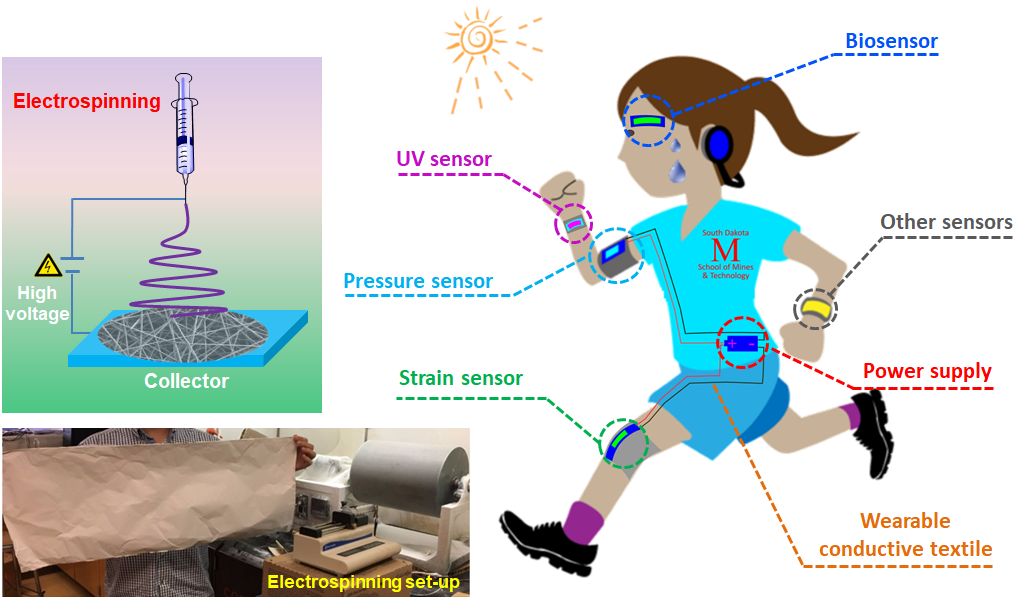 Electrospinning
High
voltage
Collector
Electrospinning set-up
Biosensor
UV sensor
Other sensors
Pressure sensor
South Dakota
M
School of Mines
& Technology
+ -
Strain sensor
Power supply
Wearable
conductive textile